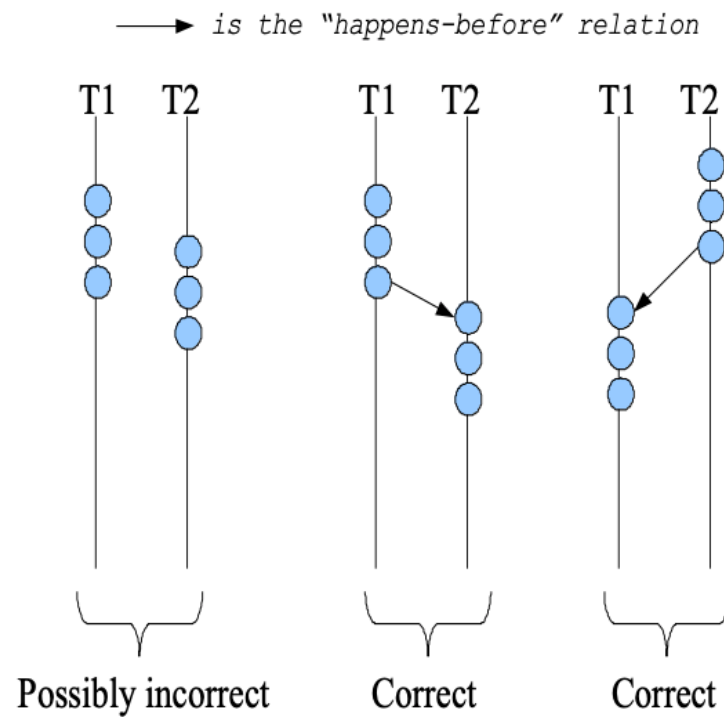 is the "happens-before" relation
T1 T2 T1 T2 T1 T2
Possibly incorrect Correct Correct